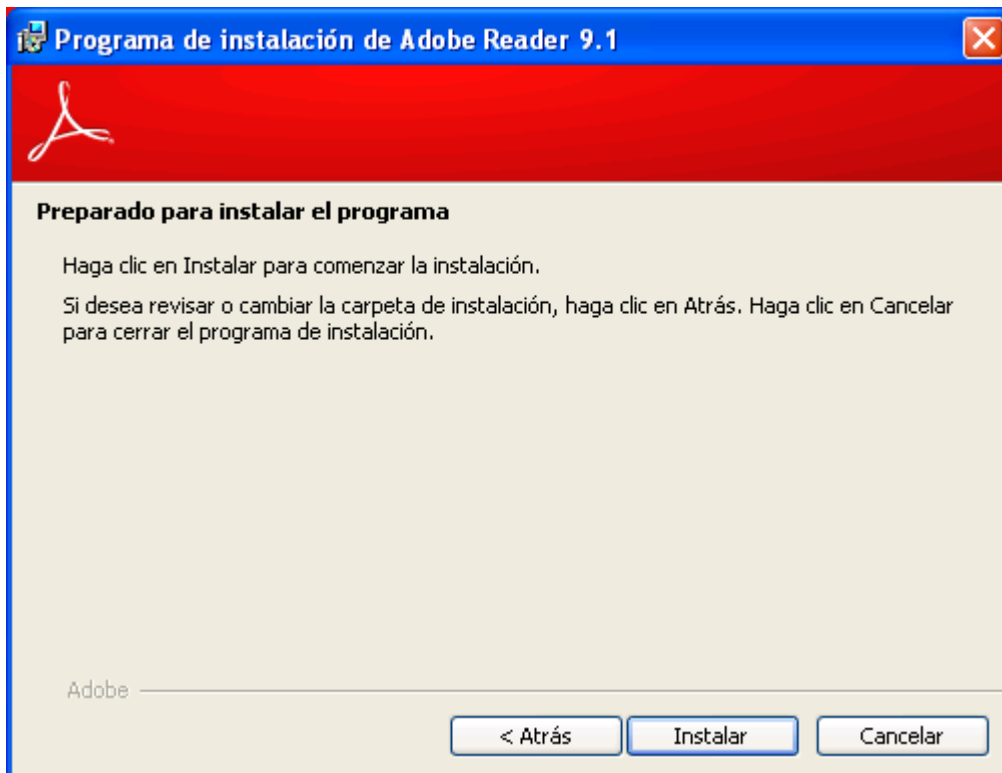 Programa de instalación de Adobe Reader 9.1
Preparado para instalar el programa
Haga clic en Instalar para comenzar la instalación.
Si desea revisar o cambiar la carpeta de instalación, haga clic en Atrás. Haga clic en Cancelar
para cerrar el programa de instalación.
Adobe
< Atrás
Instalar
Cancelar